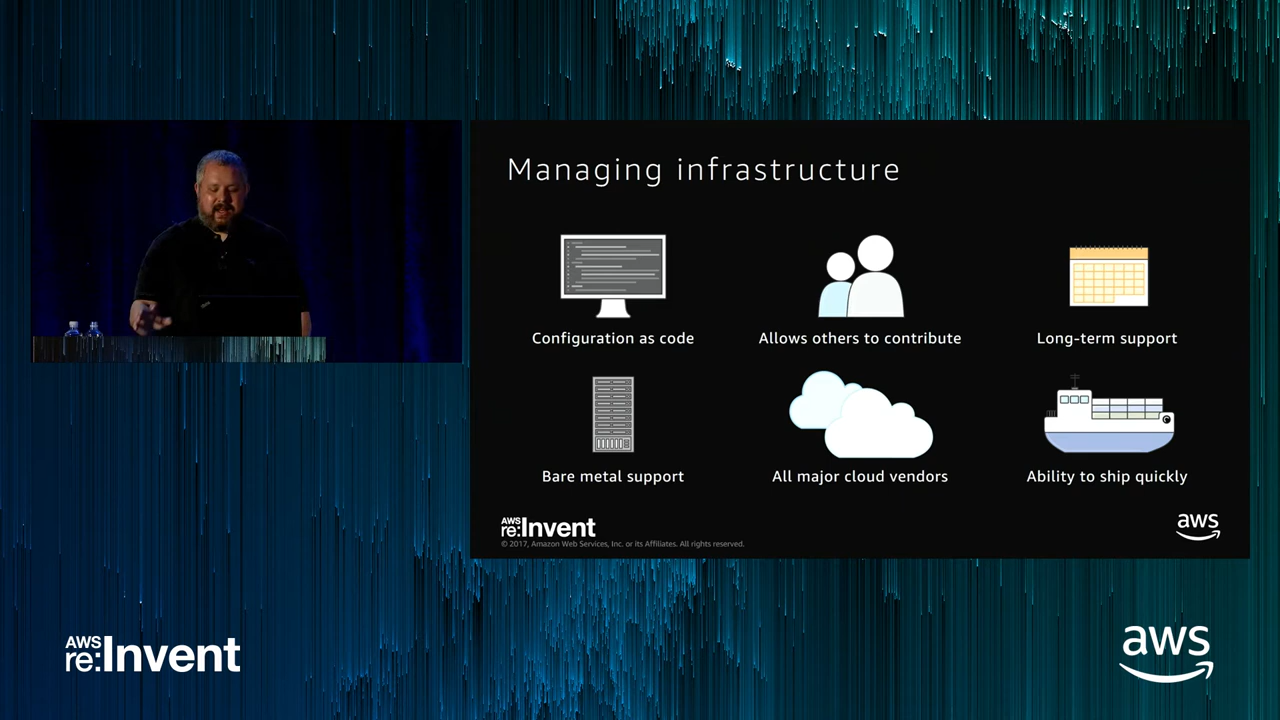 Managing infrastructure
Configuration as code
Allows others to contribute
Long-term support
Bare metal support
All major cloud vendors
Ability to ship quickly
AWS
re:Invent
© 2017, Amazon Web Services, Inc. or its Affiliates. All rights reserved.
aws
AWS
re:Invent
aws